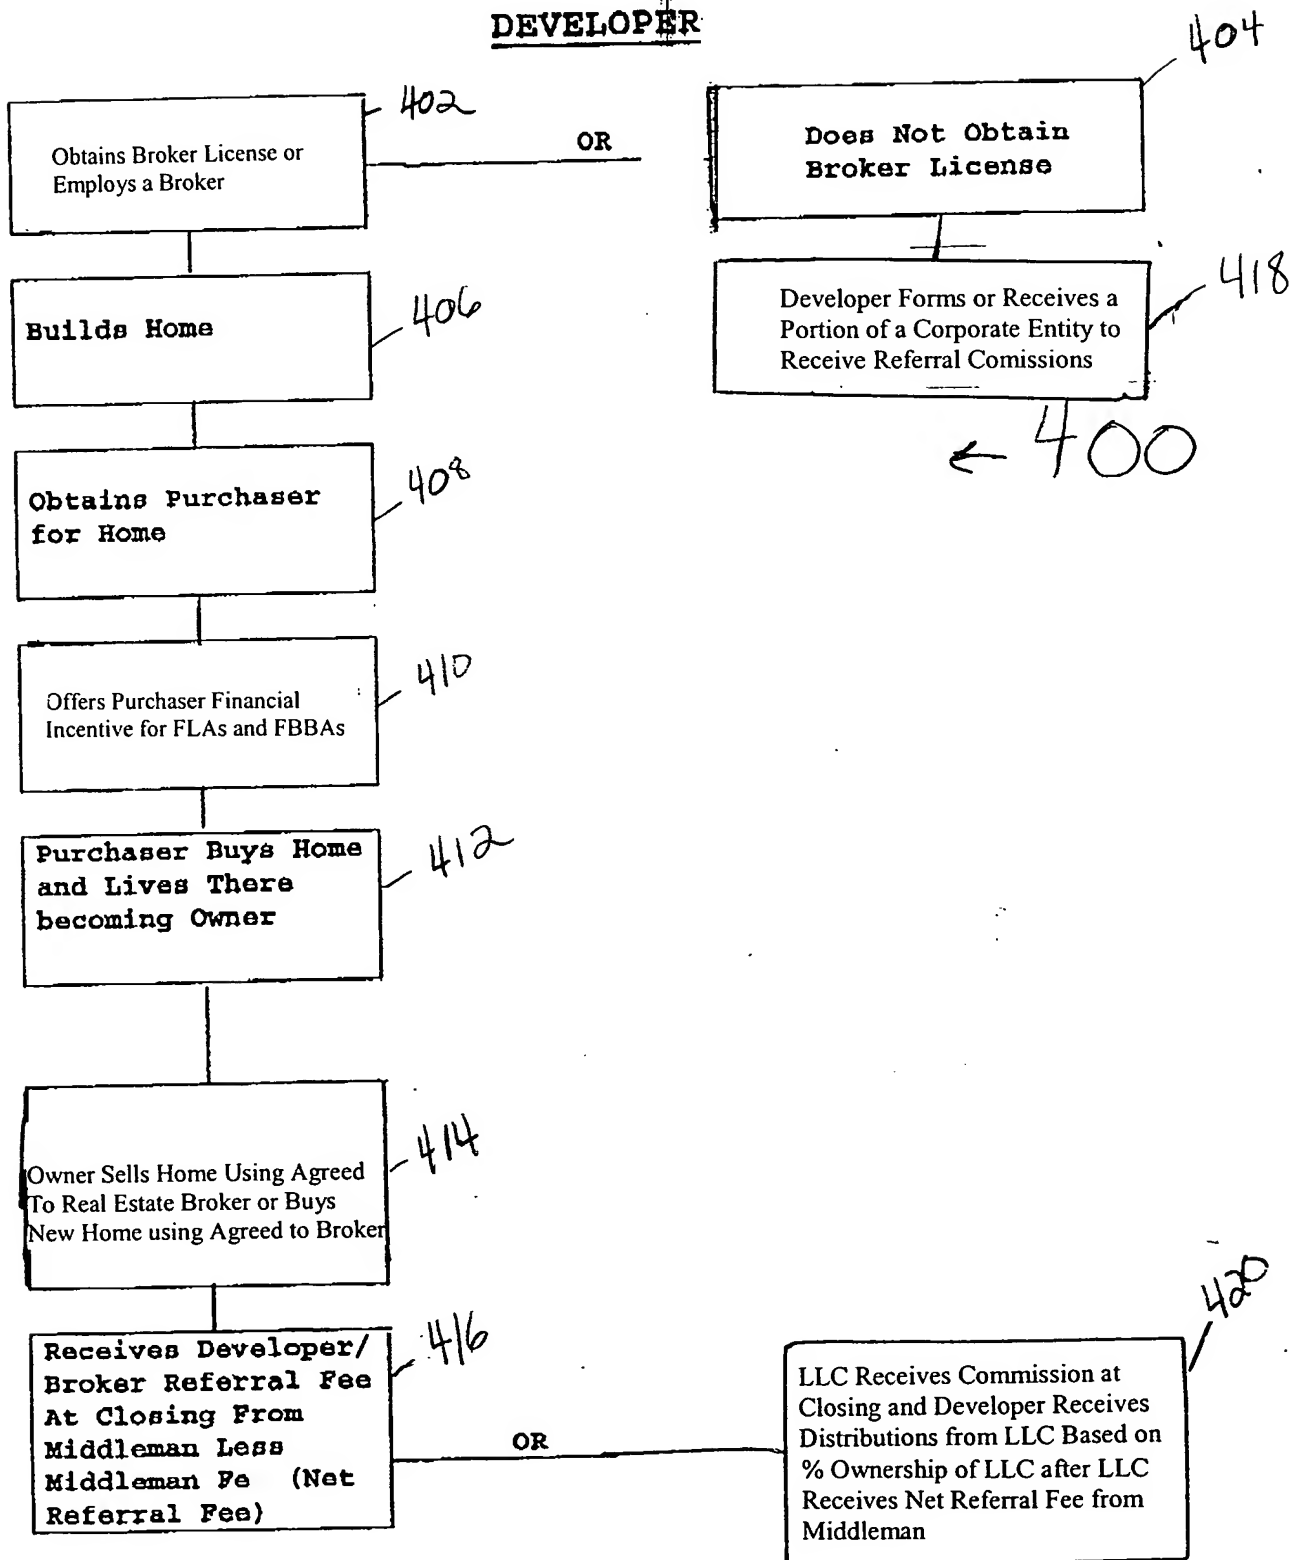 DEVELOPER
404
402
Obtains Broker License or
Employs a Broker
OR
Does Not Obtain
Broker License
418
406
Builds Home
Developer Forms or Receives a
Portion of a Corporate Entity to
Receive Referral Comissions
← 400
408
Obtains Purchaser
for Home
410
Offers Purchaser Financial
Incentive for FLAs and FBBAs
412
Purchaser Buys Home
and Lives There
becoming Owner
414
Owner Sells Home Using Agreed
To Real Estate Broker or Buys
New Home using Agreed to Broker
416
Receives Developer/
Broker Referral Fee
At Closing From
Middleman Less
Middleman Fe (Net
Referral Fee)
OR
420
LLC Receives Commission at
Closing and Developer Receives
Distributions from LLC Based on
% Ownership of LLC after LLC
Receives Net Referral Fee from
Middleman